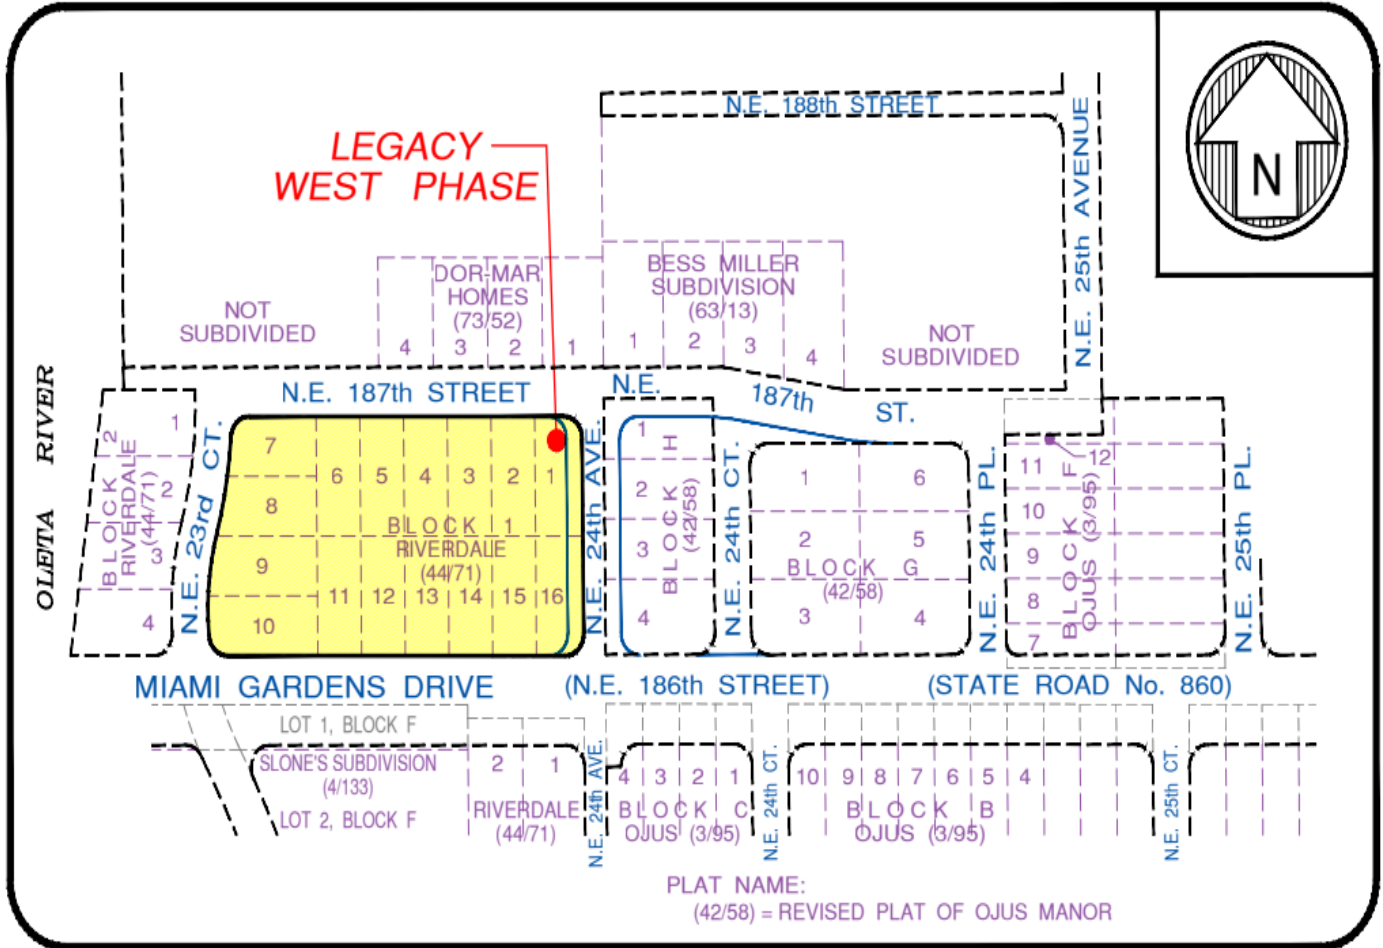 N.E. 188th STREET
N
LEGACY
WEST PHASE
N.E. 25th AVENUE
DOR-MAR
HOMES
(73/52)
4 3 2 1
BESS MILLER
SUBDIVISION
(63/13)
1 2 3 4
NOT
SUBDIVIDED
NOT
SUBDIVIDED
OLETA RIVER
N.E. 187th STREET
N.E. 187th ST.
BLOCK 2
RIVERDALE
(44/71)
1
2
3
4
N.E. 23rd CT.
7
8
9
10
6 5 4 3 2 1
BLOCK 1
RIVERDALE
(44/71)
11 12 13 14 15 16
N.E. 24th AVE.
1
2
3
4
BLOCK H
(42/58)
N.E. 24th CT.
1 6
2 5
BLOCK G
(42/58)
3 4
N.E. 24th PL.
11 12
10
9
8
7
BLOCK F
OJUS (3/95)
N.E. 25th PL.
MIAMI GARDENS DRIVE (N.E. 186th STREET) (STATE ROAD No. 860)
LOT 1, BLOCK F
SLONE'S SUBDIVISION
(4/133)
LOT 2, BLOCK F
2 1
RIVERDALE
(44/71)
N.E. 24th AVE.
4 3 2 1
BLOCK C
OJUS (3/95)
N.E. 24th CT.
10 9 8 7 6 5 4
BLOCK B
OJUS (3/95)
N.E. 25th CT.
PLAT NAME:
(42/58) = REVISED PLAT OF OJUS MANOR